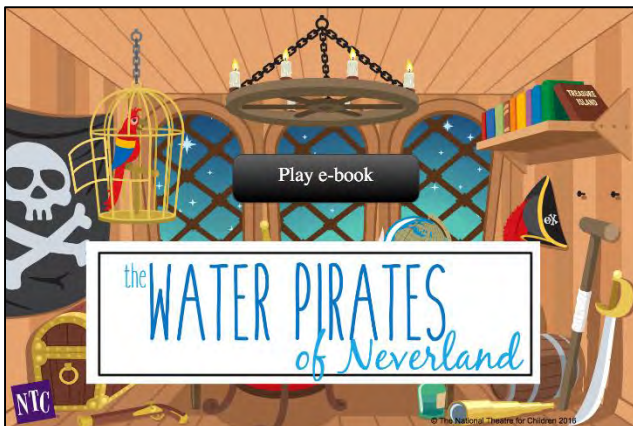 TREASURE
ISLAND
Play e-book
the WATER PIRATES
of Neverland
NTC
© The National Theatre for Children 2016